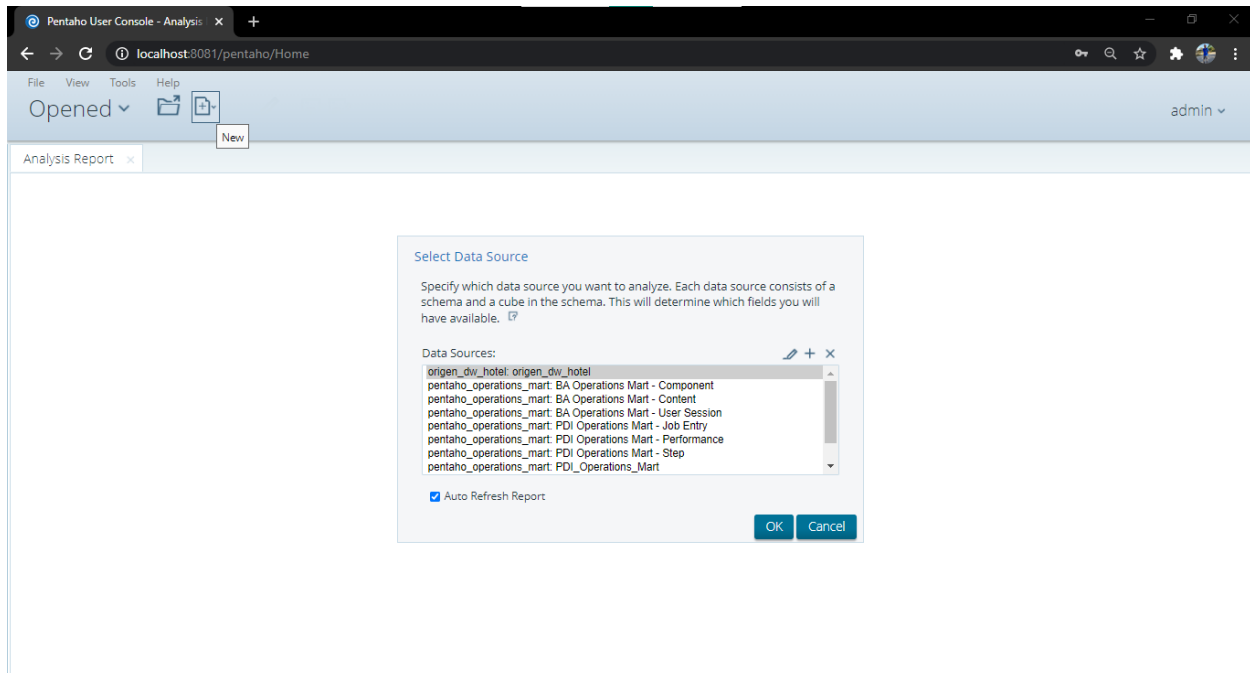 Pentaho User Console - Analysis
localhost:8081/pentaho/Home
File View Tools Help
Opened
admin
New
Analysis Report
Select Data Source
Specify which data source you want to analyze. Each data source consists of a
schema and a cube in the schema. This will determine which fields you will
have available.
Data Sources:
origen_dw_hotel: origen_dw_hotel
pentaho_operations_mart: BA Operations Mart - Component
pentaho_operations_mart: BA Operations Mart - Content
pentaho_operations_mart: BA Operations Mart - User Session
pentaho_operations_mart: PDI Operations Mart - Job Entry
pentaho_operations_mart: PDI Operations Mart - Performance
pentaho_operations_mart: PDI Operations Mart - Step
pentaho_operations_mart: PDI_Operations_Mart
Auto Refresh Report
OK Cancel